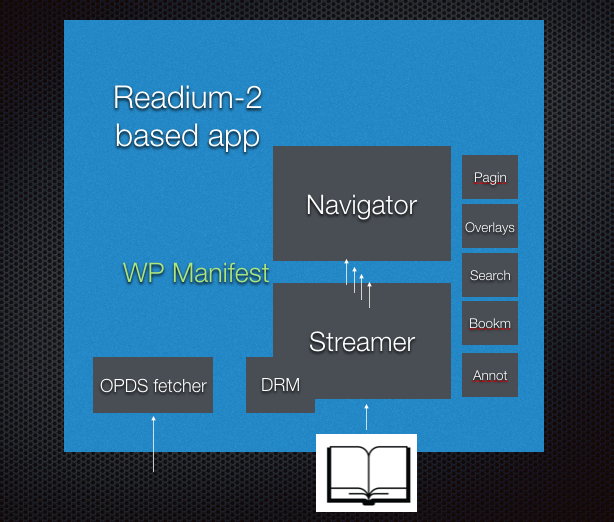 Readium-2
based app
Navigator
Pagin
Overlays
WP Manifest
Search
Streamer
Bookm
OPDS fetcher
DRM
Annot